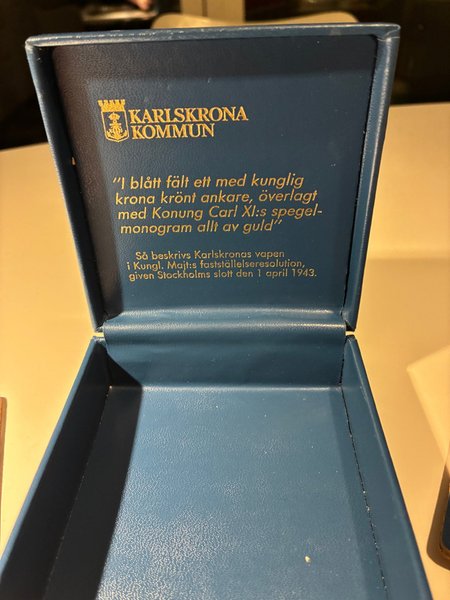 KARLSKRONA
KOMMUN
"I blått fält ett med kunglig
krona krönt ankare, överlagt
med Konung Carl XI:s spegel-
monogram allt av guld"
Så beskrivs Karlskronas vapen
i Kungl. Majt:s fastställelseresolution,
given Stockholms slott den 1 april 1943.